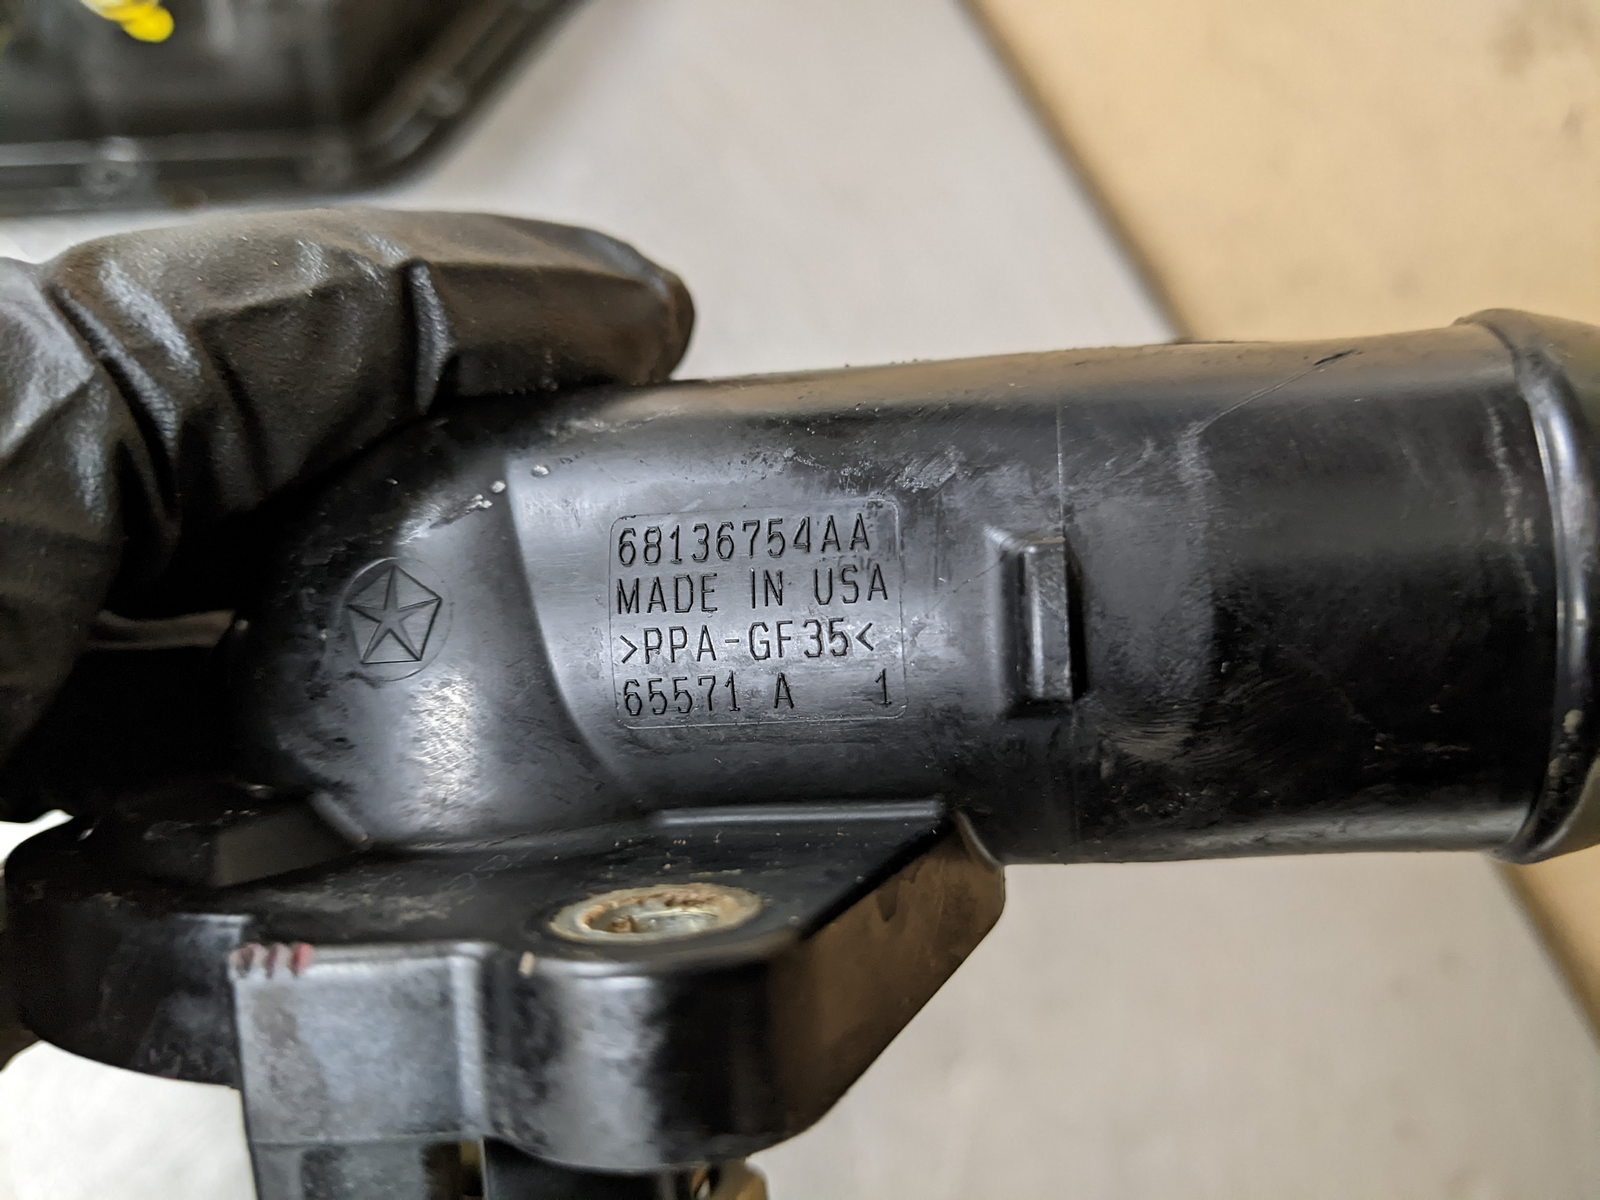 68136754AA
MADE IN USA
>PPA-GF35<
65571 A 1